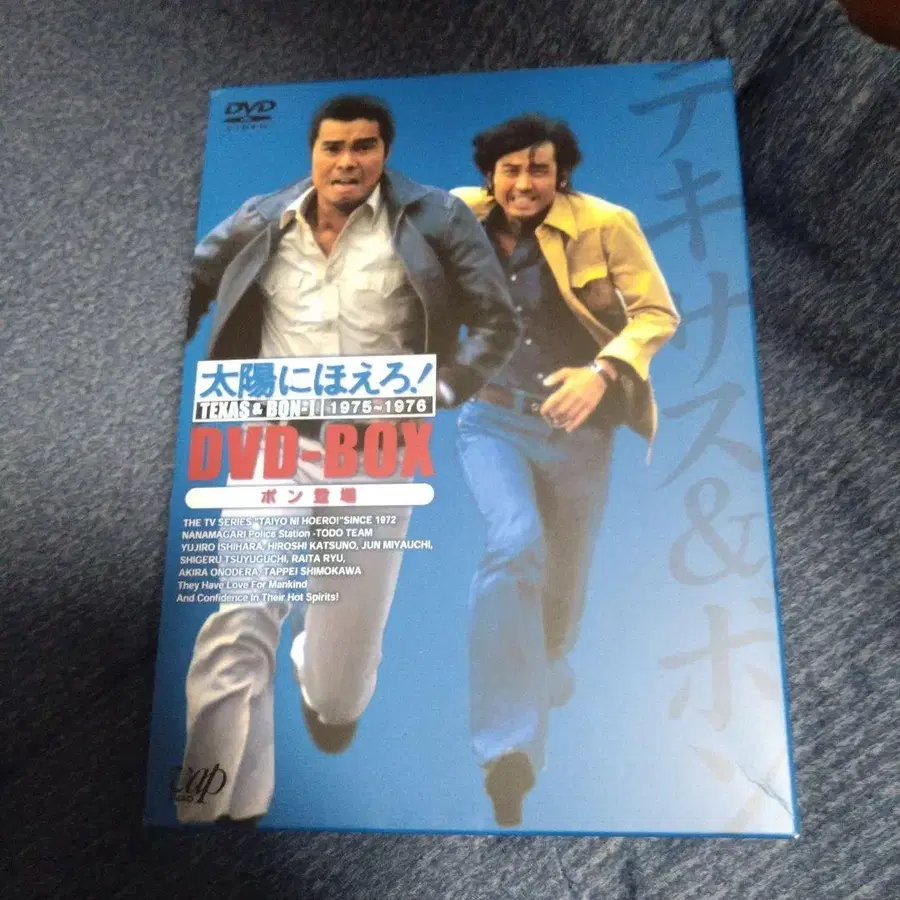 DVD
VIDEO
テキサス&ボン
太陽にほえろ!
TEXAS & BON-I 1975~1976
DVD-BOX
ボン登場
THE TV SERIES "TAIYO NI HOERO!" SINCE 1972
NANAMAGARI Police Station -TODO TEAM
YUJIRO ISHIHARA, HIROSHI KATSUNO, JUN MIYAUCHI,
SHIGERU TSUYUGUCHI, RAITA RYU,
AKIRA ONODERA, TAPPEI SHIMOKAWA
They Have Love For Mankind
And Confidence In Their Hot Spirits!
vap